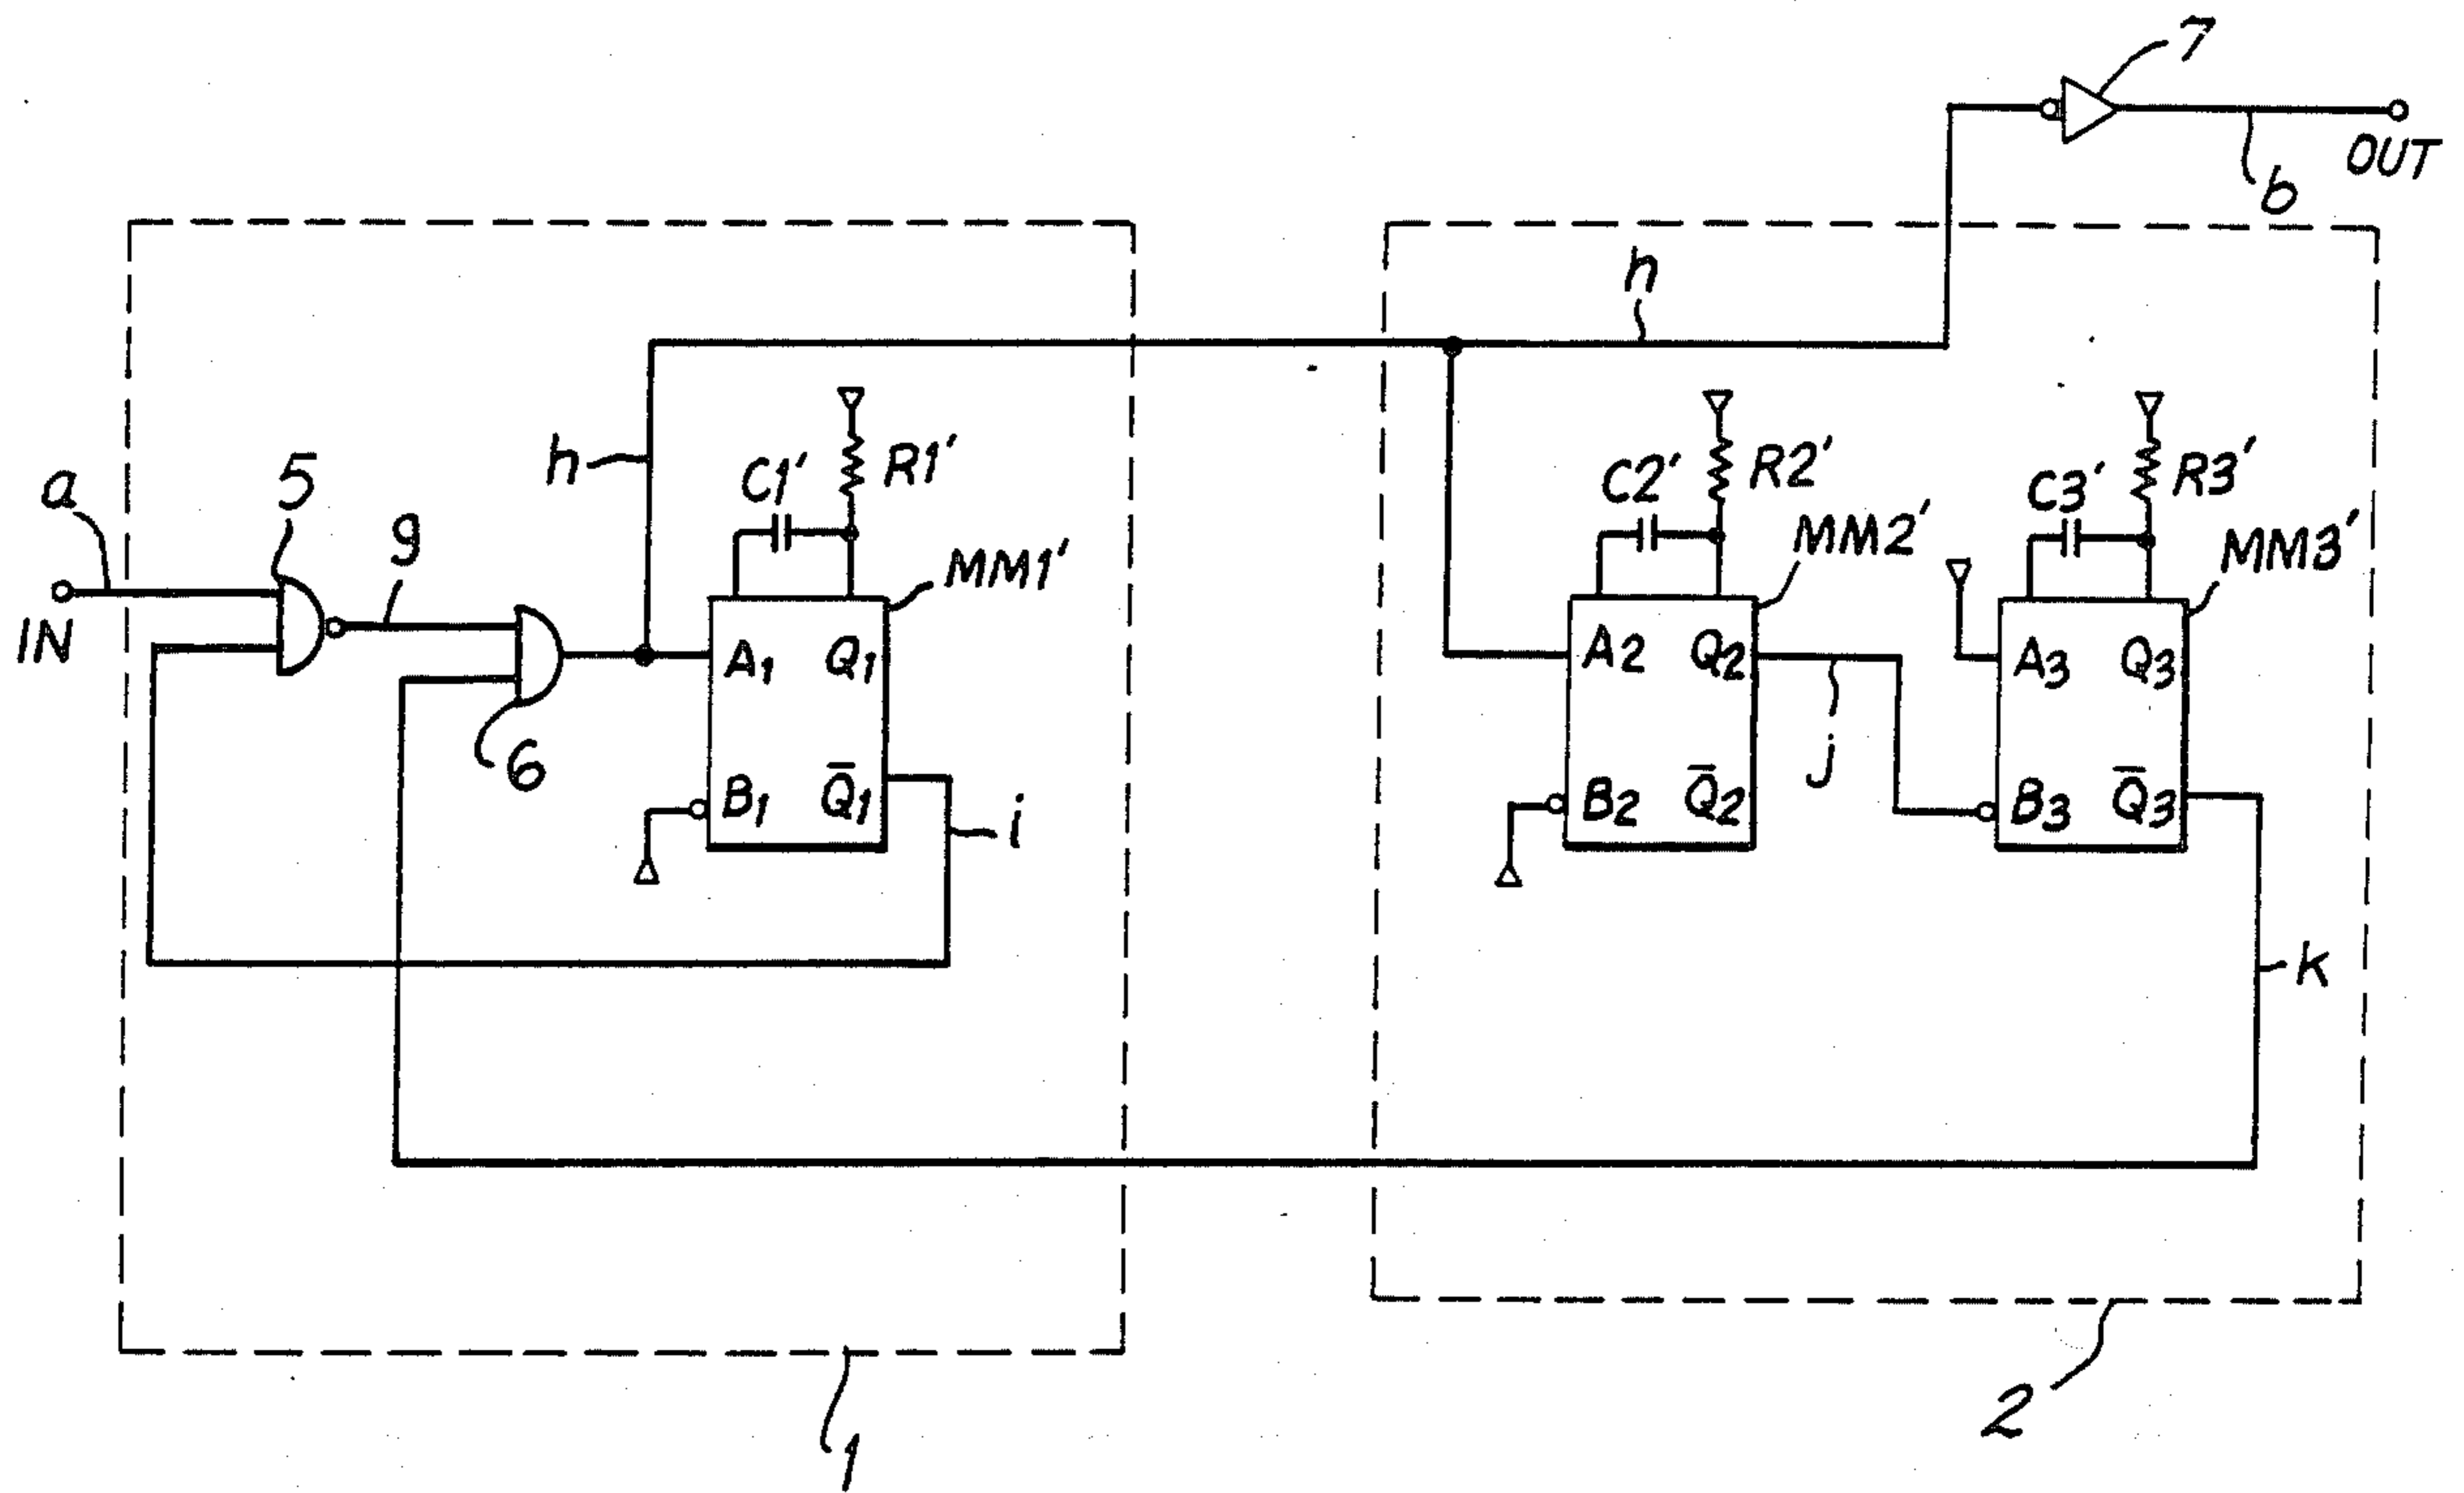 7
OUT
b
h
h
a
5
g
C1' R1'
MM1'
C2' R2'
MM2'
C3' R3'
MM3'
IN
6
A1 Q1
B1 Q̅1
i
A2 Q2
B2 Q̅2
j
A3 Q3
B3 Q̅3
k
1
2